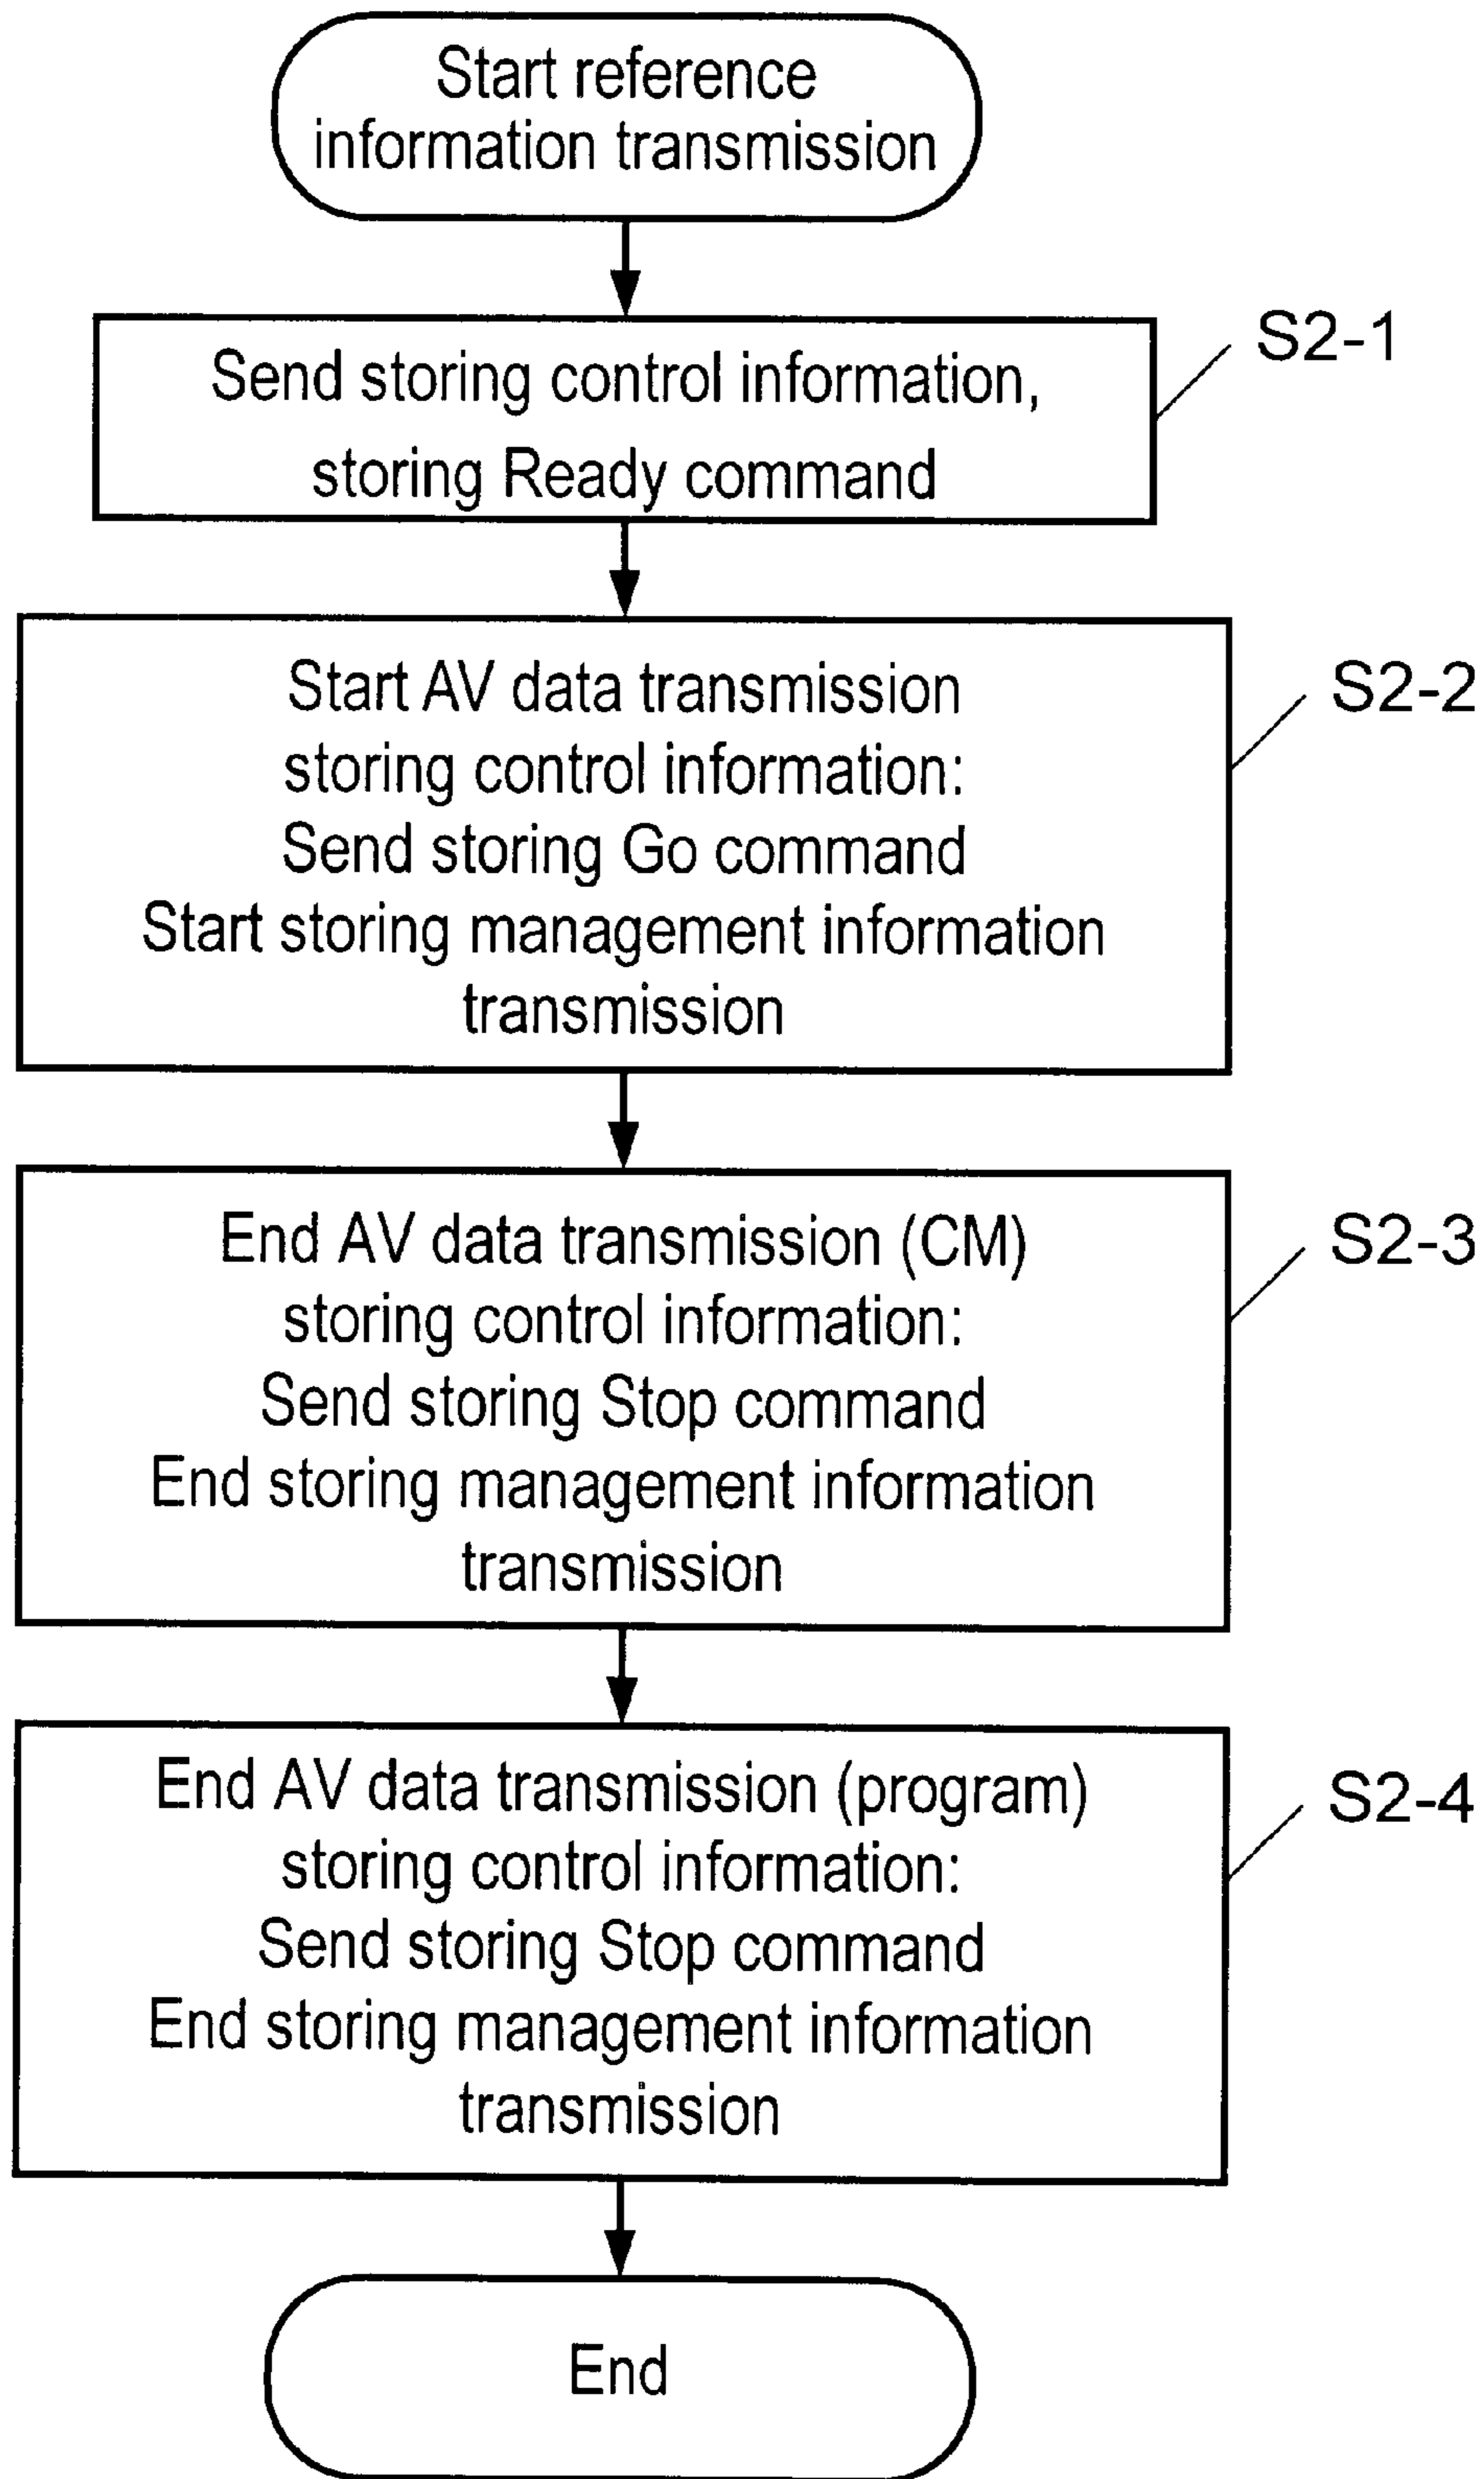 Start reference
information transmission
Send storing control information,
storing Ready command
S2-1
Start AV data transmission
storing control information:
Send storing Go command
Start storing management information
transmission
S2-2
End AV data transmission (CM)
storing control information:
Send storing Stop command
End storing management information
transmission
S2-3
End AV data transmission (program)
storing control information:
Send storing Stop command
End storing management information
transmission
S2-4
End